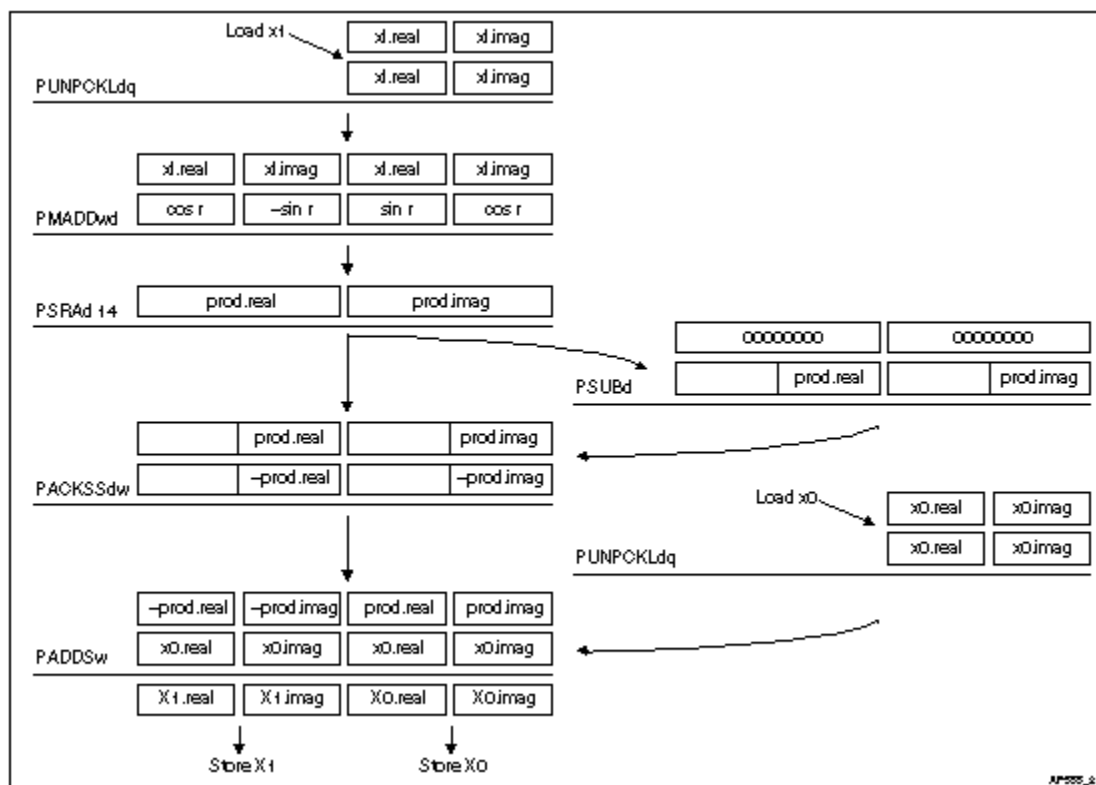 Load x1
x1.real x1.imag
x1.real x1.imag
PUNPCKLdq
x1.real x1.imag x1.real x1.imag
cos r –sin r sin r cos r
PMADDwd
prod.real prod.imag
PSRAd 14
00000000 00000000
prod.real prod.imag
PSUBd
prod.real prod.imag
–prod.real –prod.imag
PACKSSdw
Load x0
x0.real x0.imag
x0.real x0.imag
PUNPCKLdq
–prod.real –prod.imag prod.real prod.imag
x0.real x0.imag x0.real x0.imag
PADDSw
X1.real X1.imag X0.real X0.imag
Store X1 Store X0